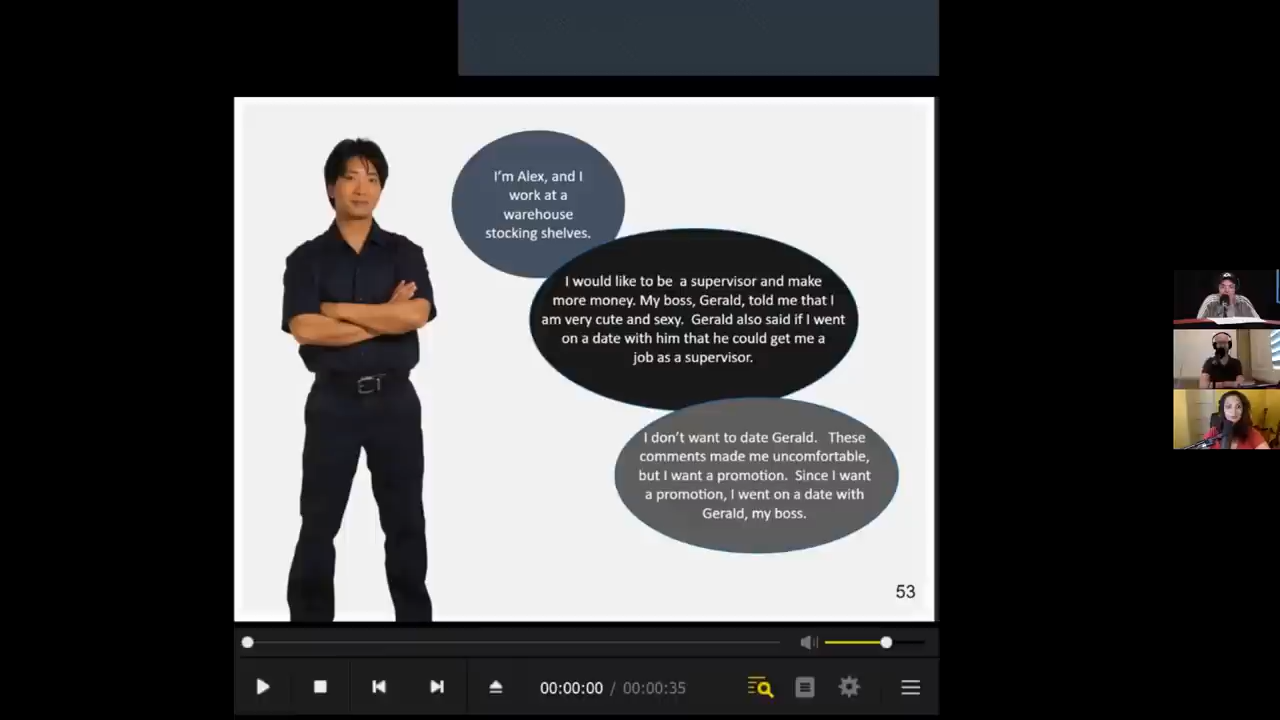 I'm Alex, and I
work at a
warehouse
stocking shelves.
I would like to be  a supervisor and make
more money. My boss, Gerald, told me that I
am very cute and sexy.  Gerald also said if I went
on a date with him that he could get me a
job as a supervisor.
I don't want to date Gerald.   These
comments made me uncomfortable,
but I want a promotion.  Since I want
a promotion, I went on a date with
Gerald, my boss.
53
00:00:00 / 00:00:35